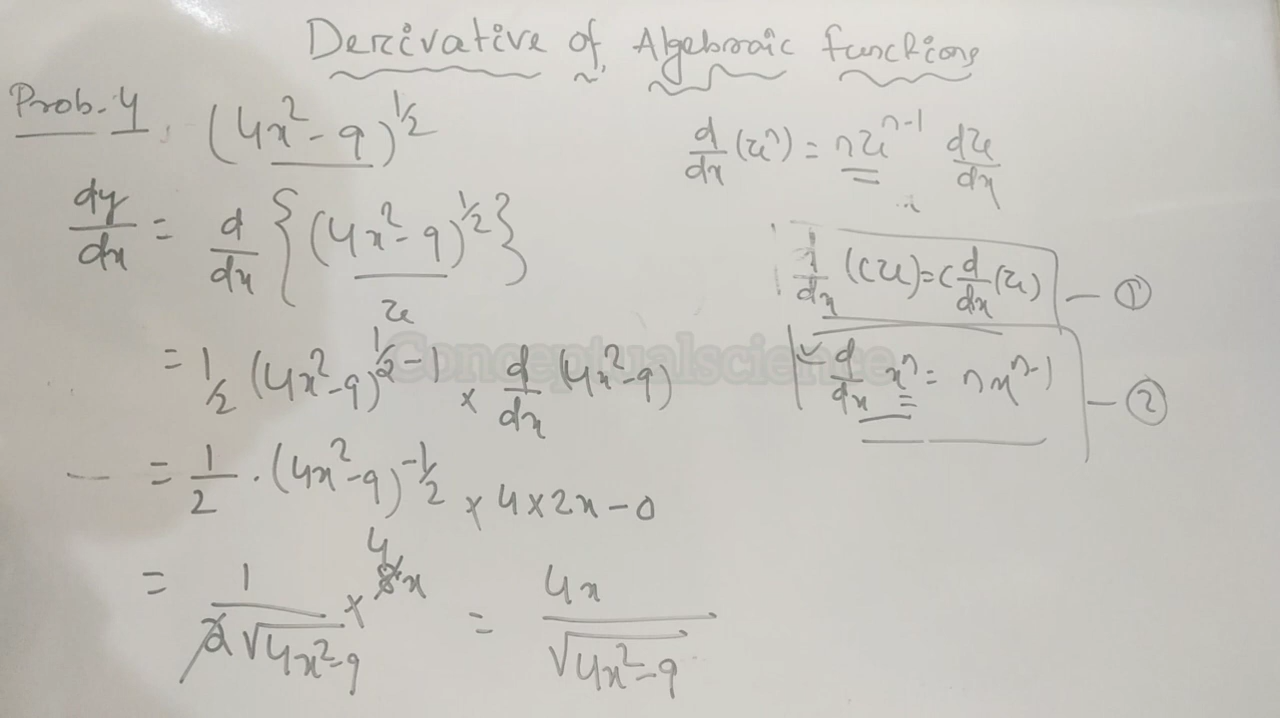 Derivative of Algebraic functions
Prob. 4. (4x²-9)^½
d/dx (uⁿ) = nuⁿ⁻¹ du/dx
dy/dx = d/dx {(4x²-9)^½}
u
d/dx (cu) = c d/dx (u) — ①
= ½ (4x²-9)^(½-1) × d/dx (4x²-9)
d/dx xⁿ = nxⁿ⁻¹ — ②
Conceptualscience
= 1/2 . (4x²-9)^(-½) × 4×2x-0
= 1/(2√(4x²-9)) × 8x 4 = 4x/√(4x²-9)